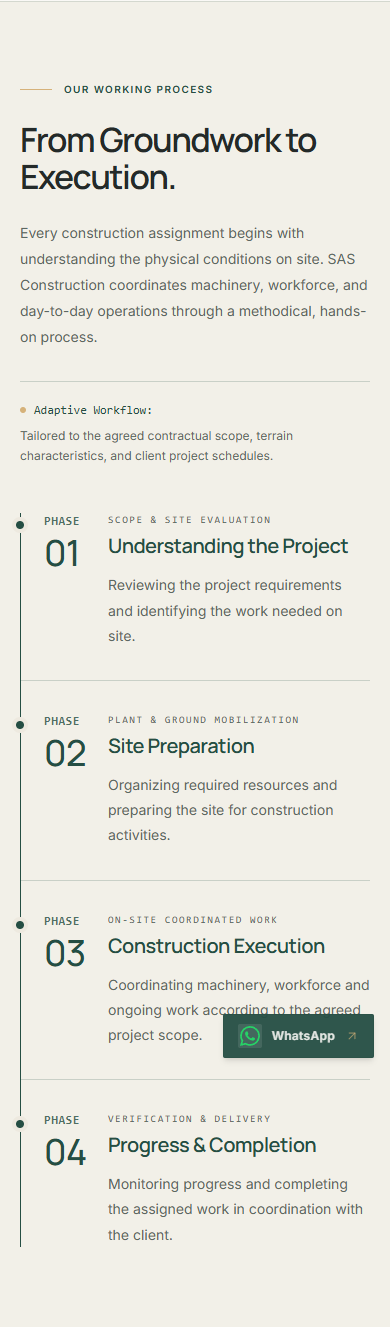 OUR WORKING PROCESS
From Groundwork to
Execution.
Every construction assignment begins with
understanding the physical conditions on site. SAS
Construction coordinates machinery, workforce, and
day-to-day operations through a methodical, hands-
on process.
Adaptive Workflow:
Tailored to the agreed contractual scope, terrain
characteristics, and client project schedules.
PHASE
01
SCOPE & SITE EVALUATION
Understanding the Project
Reviewing the project requirements
and identifying the work needed on
site.
PHASE
02
PLANT & GROUND MOBILIZATION
Site Preparation
Organizing required resources and
preparing the site for construction
activities.
PHASE
03
ON-SITE COORDINATED WORK
Construction Execution
Coordinating machinery, workforce and
ongoing work according to the agreed
project scope.
WhatsApp
PHASE
04
VERIFICATION & DELIVERY
Progress & Completion
Monitoring progress and completing
the assigned work in coordination with
the client.